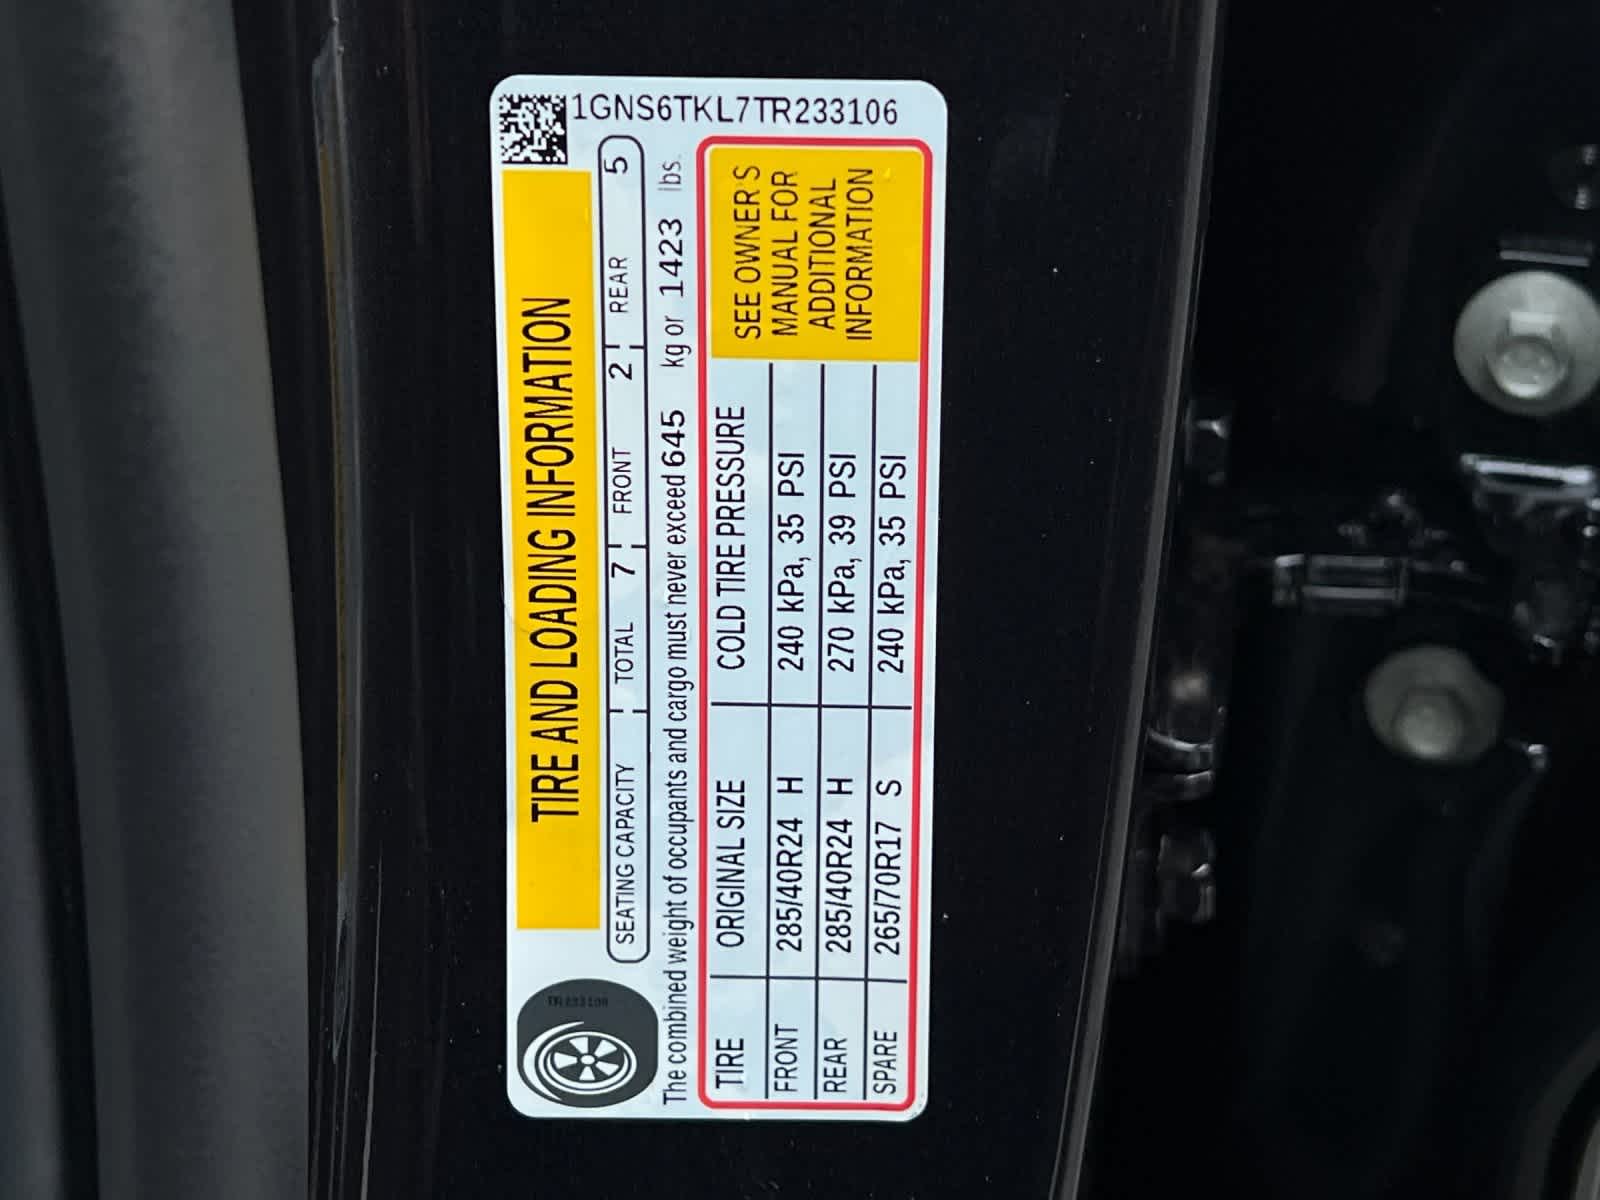 1GNS6TKL7TR233106
TIRE AND LOADING INFORMATION
TR233106
SEATING CAPACITY TOTAL 7 FRONT 2 REAR 5
The combined weight of occupants and cargo must never exceed 645 kg or 1423 lbs.
TIRE ORIGINAL SIZE COLD TIRE PRESSURE
FRONT 285/40R24 H 240 kPa, 35 PSI
REAR 285/40R24 H 270 kPa, 39 PSI
SPARE 265/70R17 S 240 kPa, 35 PSI
SEE OWNER'S
MANUAL FOR
ADDITIONAL
INFORMATION